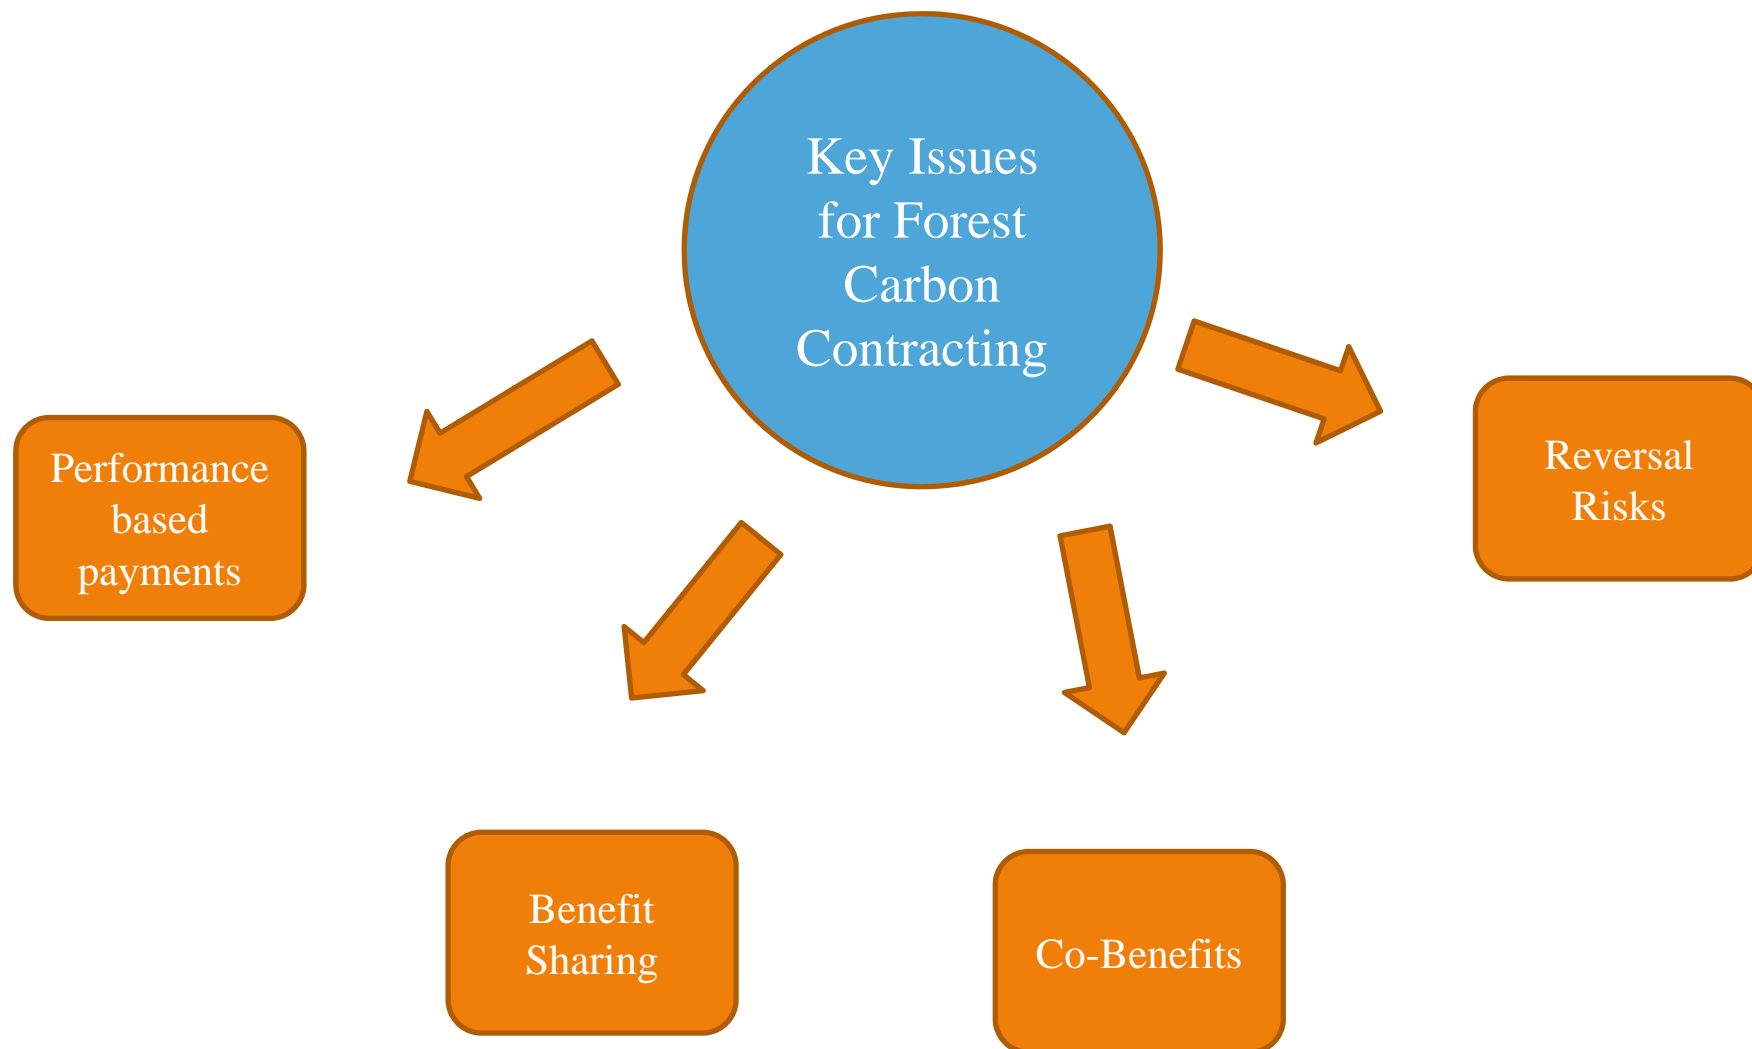 Key Issues
for Forest
Carbon
Contracting
Performance
based
payments
Benefit
Sharing
Co-Benefits
Reversal
Risks